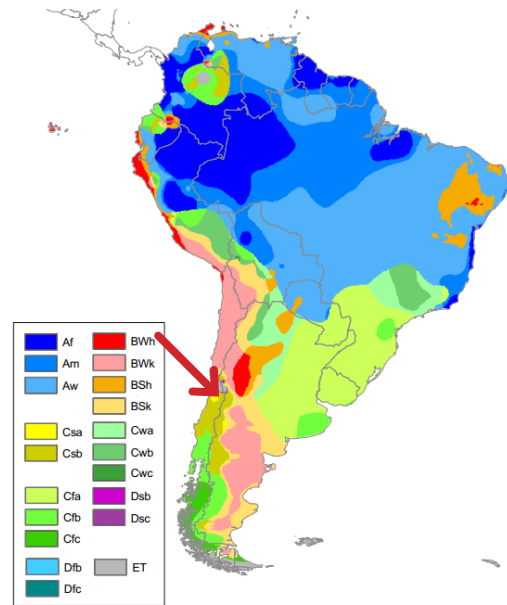 Af BWh
Am BWk
Aw BSh
BSk
Csa Cwa
Csb Cwb
Cwc
Cfa Dsb
Cfb Dsc
Cfc
Dfb ET
Dfc